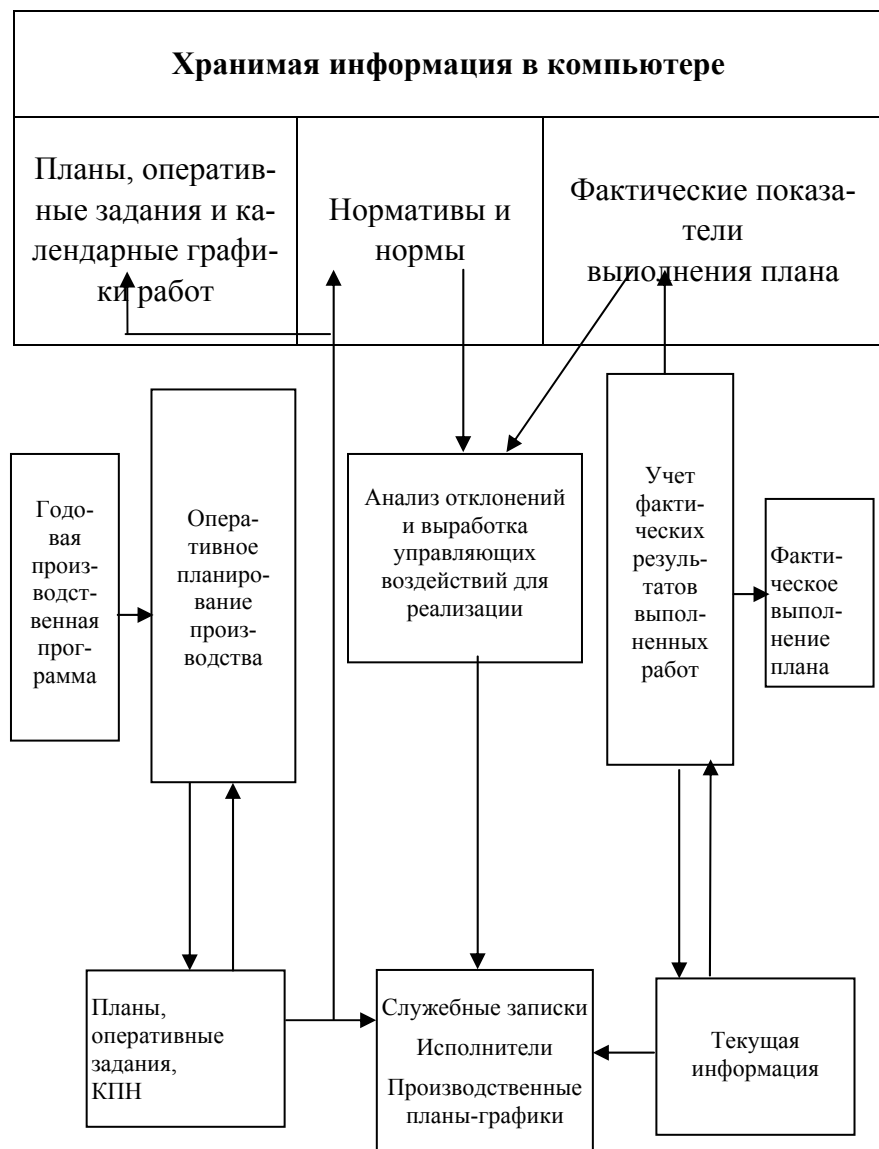 Хранимая информация в компьютере
Планы, оператив-
ные задания и ка-
лендарные графи-
ки работ
Нормативы и
нормы
Фактические показа-
тели
выполнения плана
Годо-
вая
произ-
водст-
венная
прог-
рамма
Опера-
тивное
планиро-
вание
произ-
водства
Анализ отклонений
и выработка
управляющих
воздействий для
реализации
Учет
факти-
ческих
резуль-
татов
выпол-
ненных
работ
Факти-
ческое
выпол-
нение
плана
Планы,
оперативные
задания,
КПН
Служебные записки
Исполнители
Производственные
планы-графики
Текущая
информация